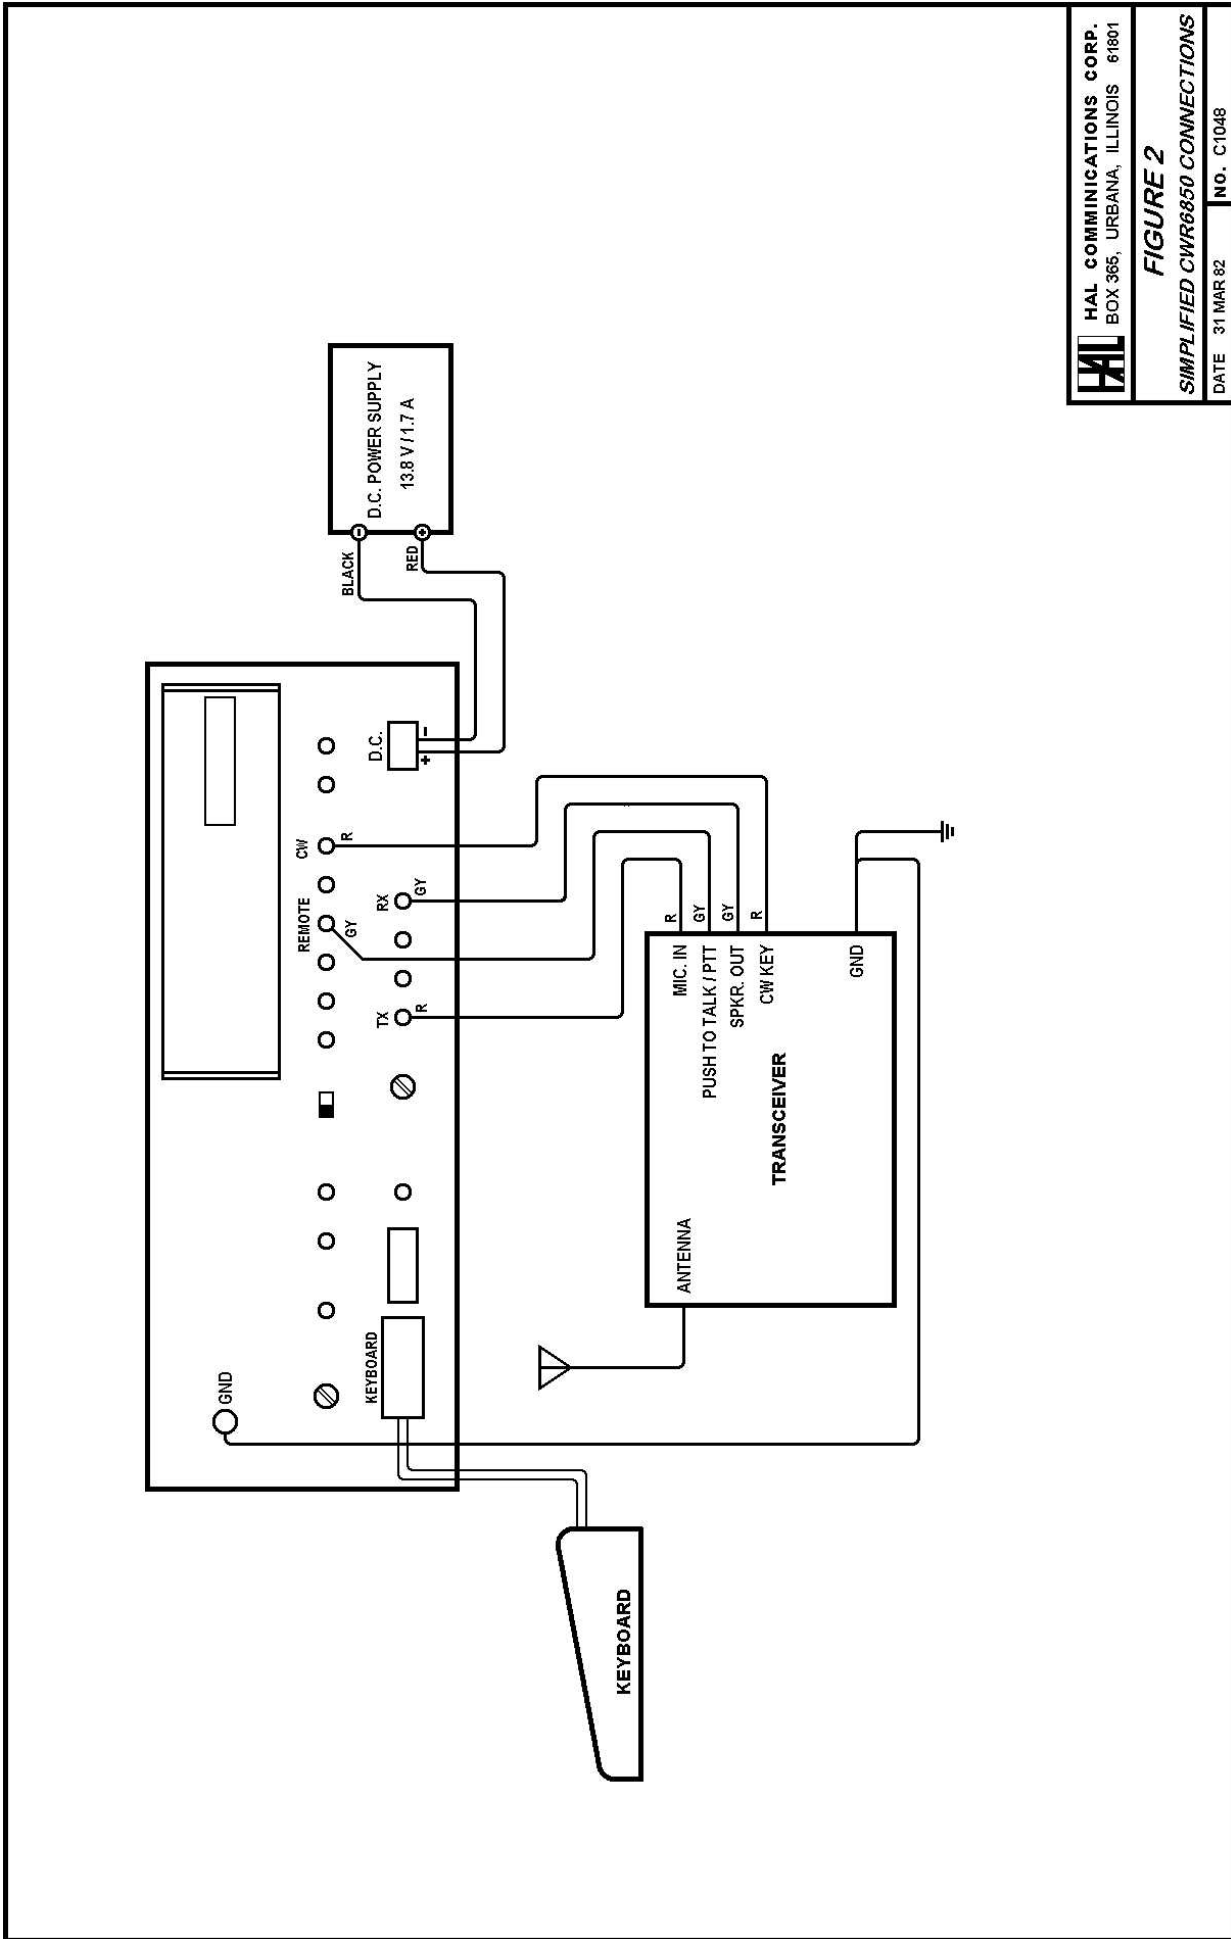 GND
KEYBOARD
REMOTE
CW
TX
RX
R
GY
GY
R
D.C.
+
-
BLACK
RED
-
+
D.C. POWER SUPPLY
13.8 V / 1.7 A
KEYBOARD
ANTENNA
TRANSCEIVER
MIC. IN
PUSH TO TALK / PTT
SPKR. OUT
CW KEY
GND
R
GY
GY
R
HAL
HAL COMMINICATIONS CORP.
BOX 365, URBANA, ILLINOIS 61801
FIGURE 2
SIMPLIFIED CWR6850 CONNECTIONS
DATE 31 MAR 82
NO. C1048